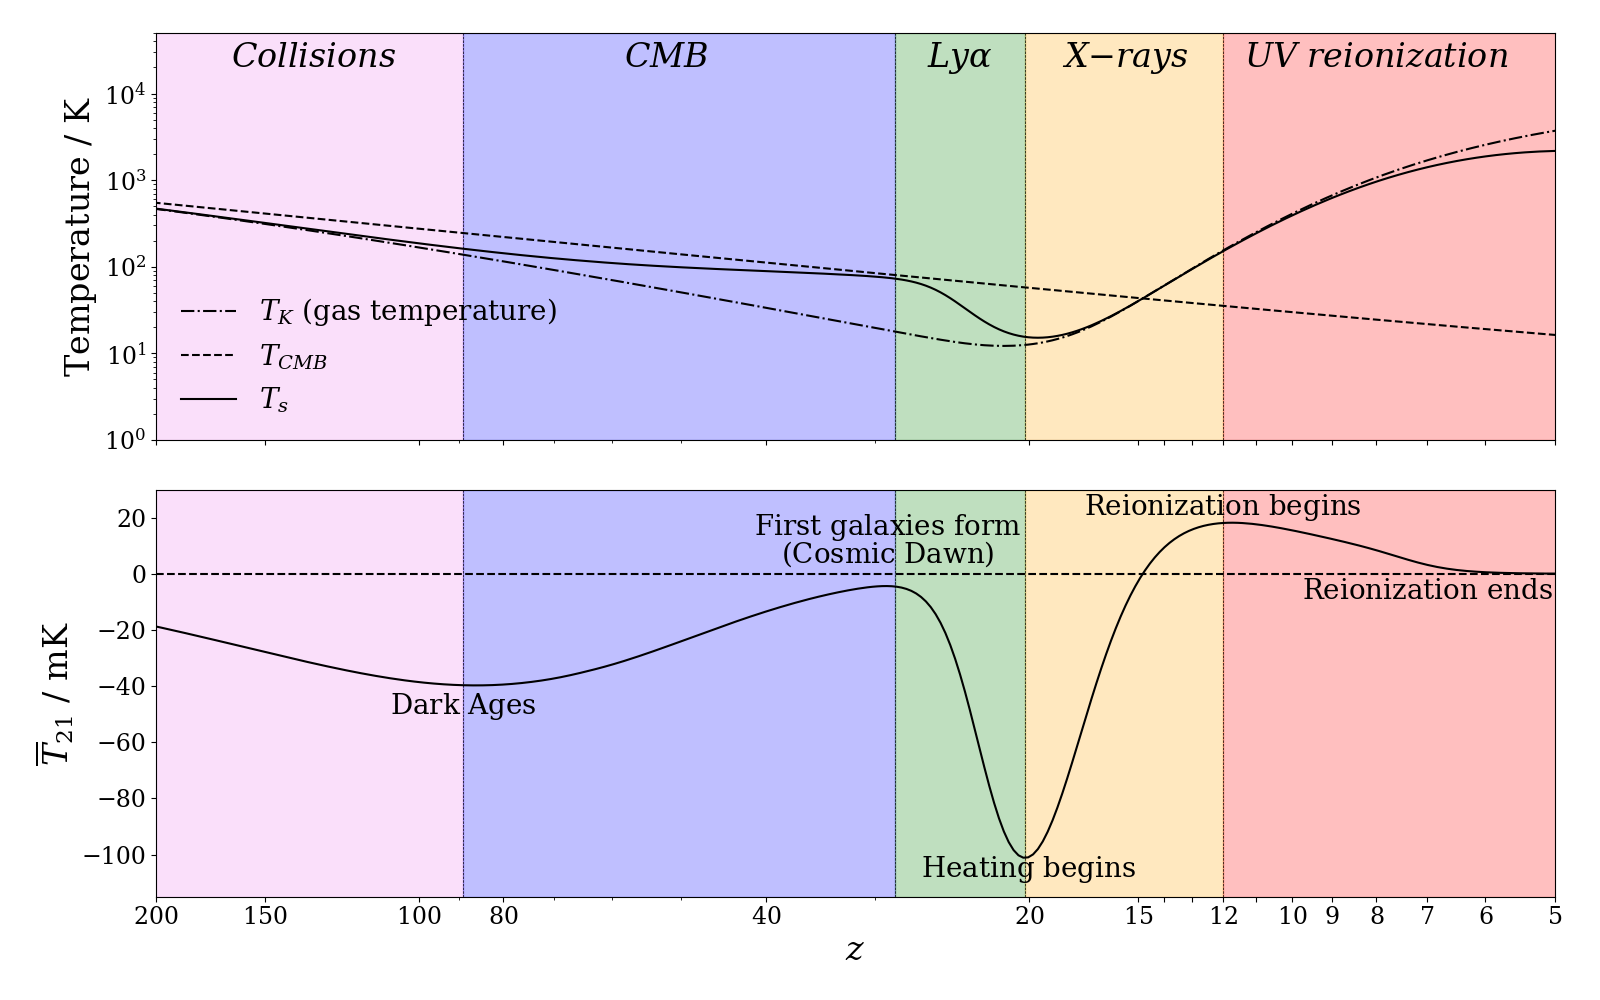 Collisions CMB Lyα X−rays UV reionization
Temperature / K
10⁴
10³
10²
10¹
10⁰
T_K (gas temperature)
T_CMB
T_s
T̅₂₁ / mK
20
0
−20
−40
−60
−80
−100
First galaxies form
(Cosmic Dawn)
Reionization begins
Reionization ends
Dark Ages
Heating begins
200 150 100 80 40 20 15 12 10 9 8 7 6 5
z